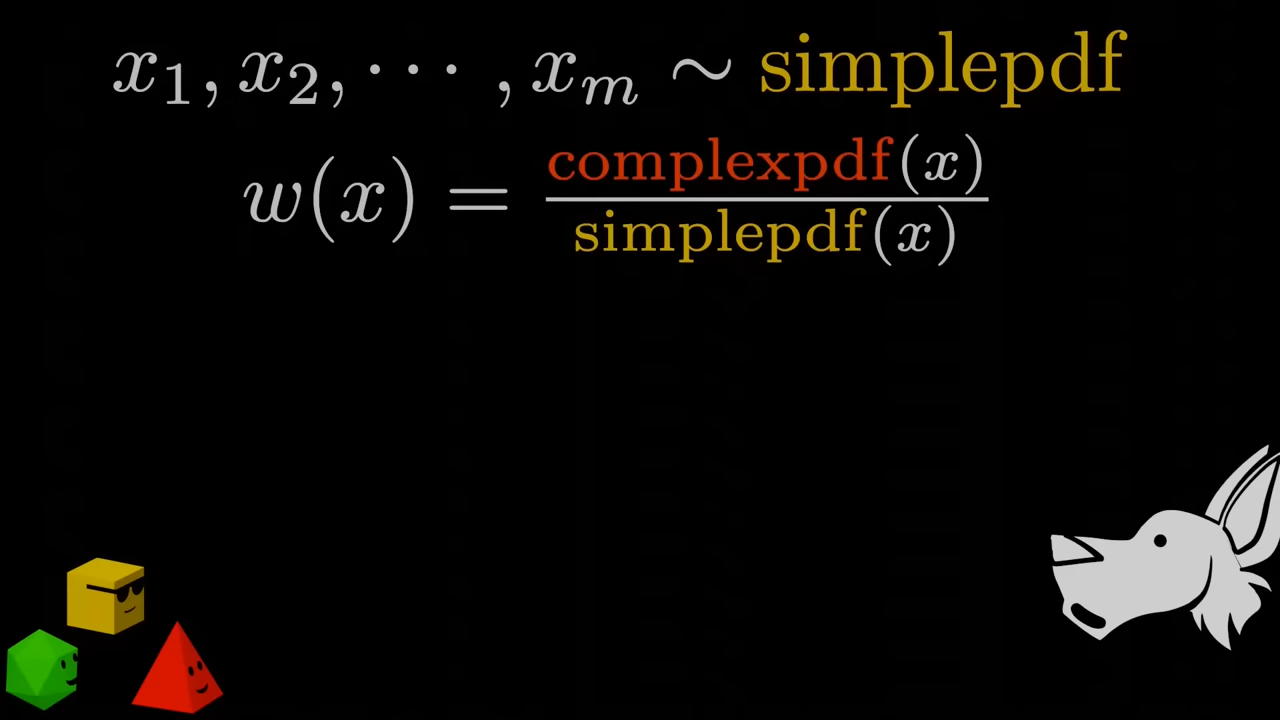 x_1, x_2, ⋯ , x_m ∼ simplepdf
w(x) = complexpdf(x) / simplepdf(x)